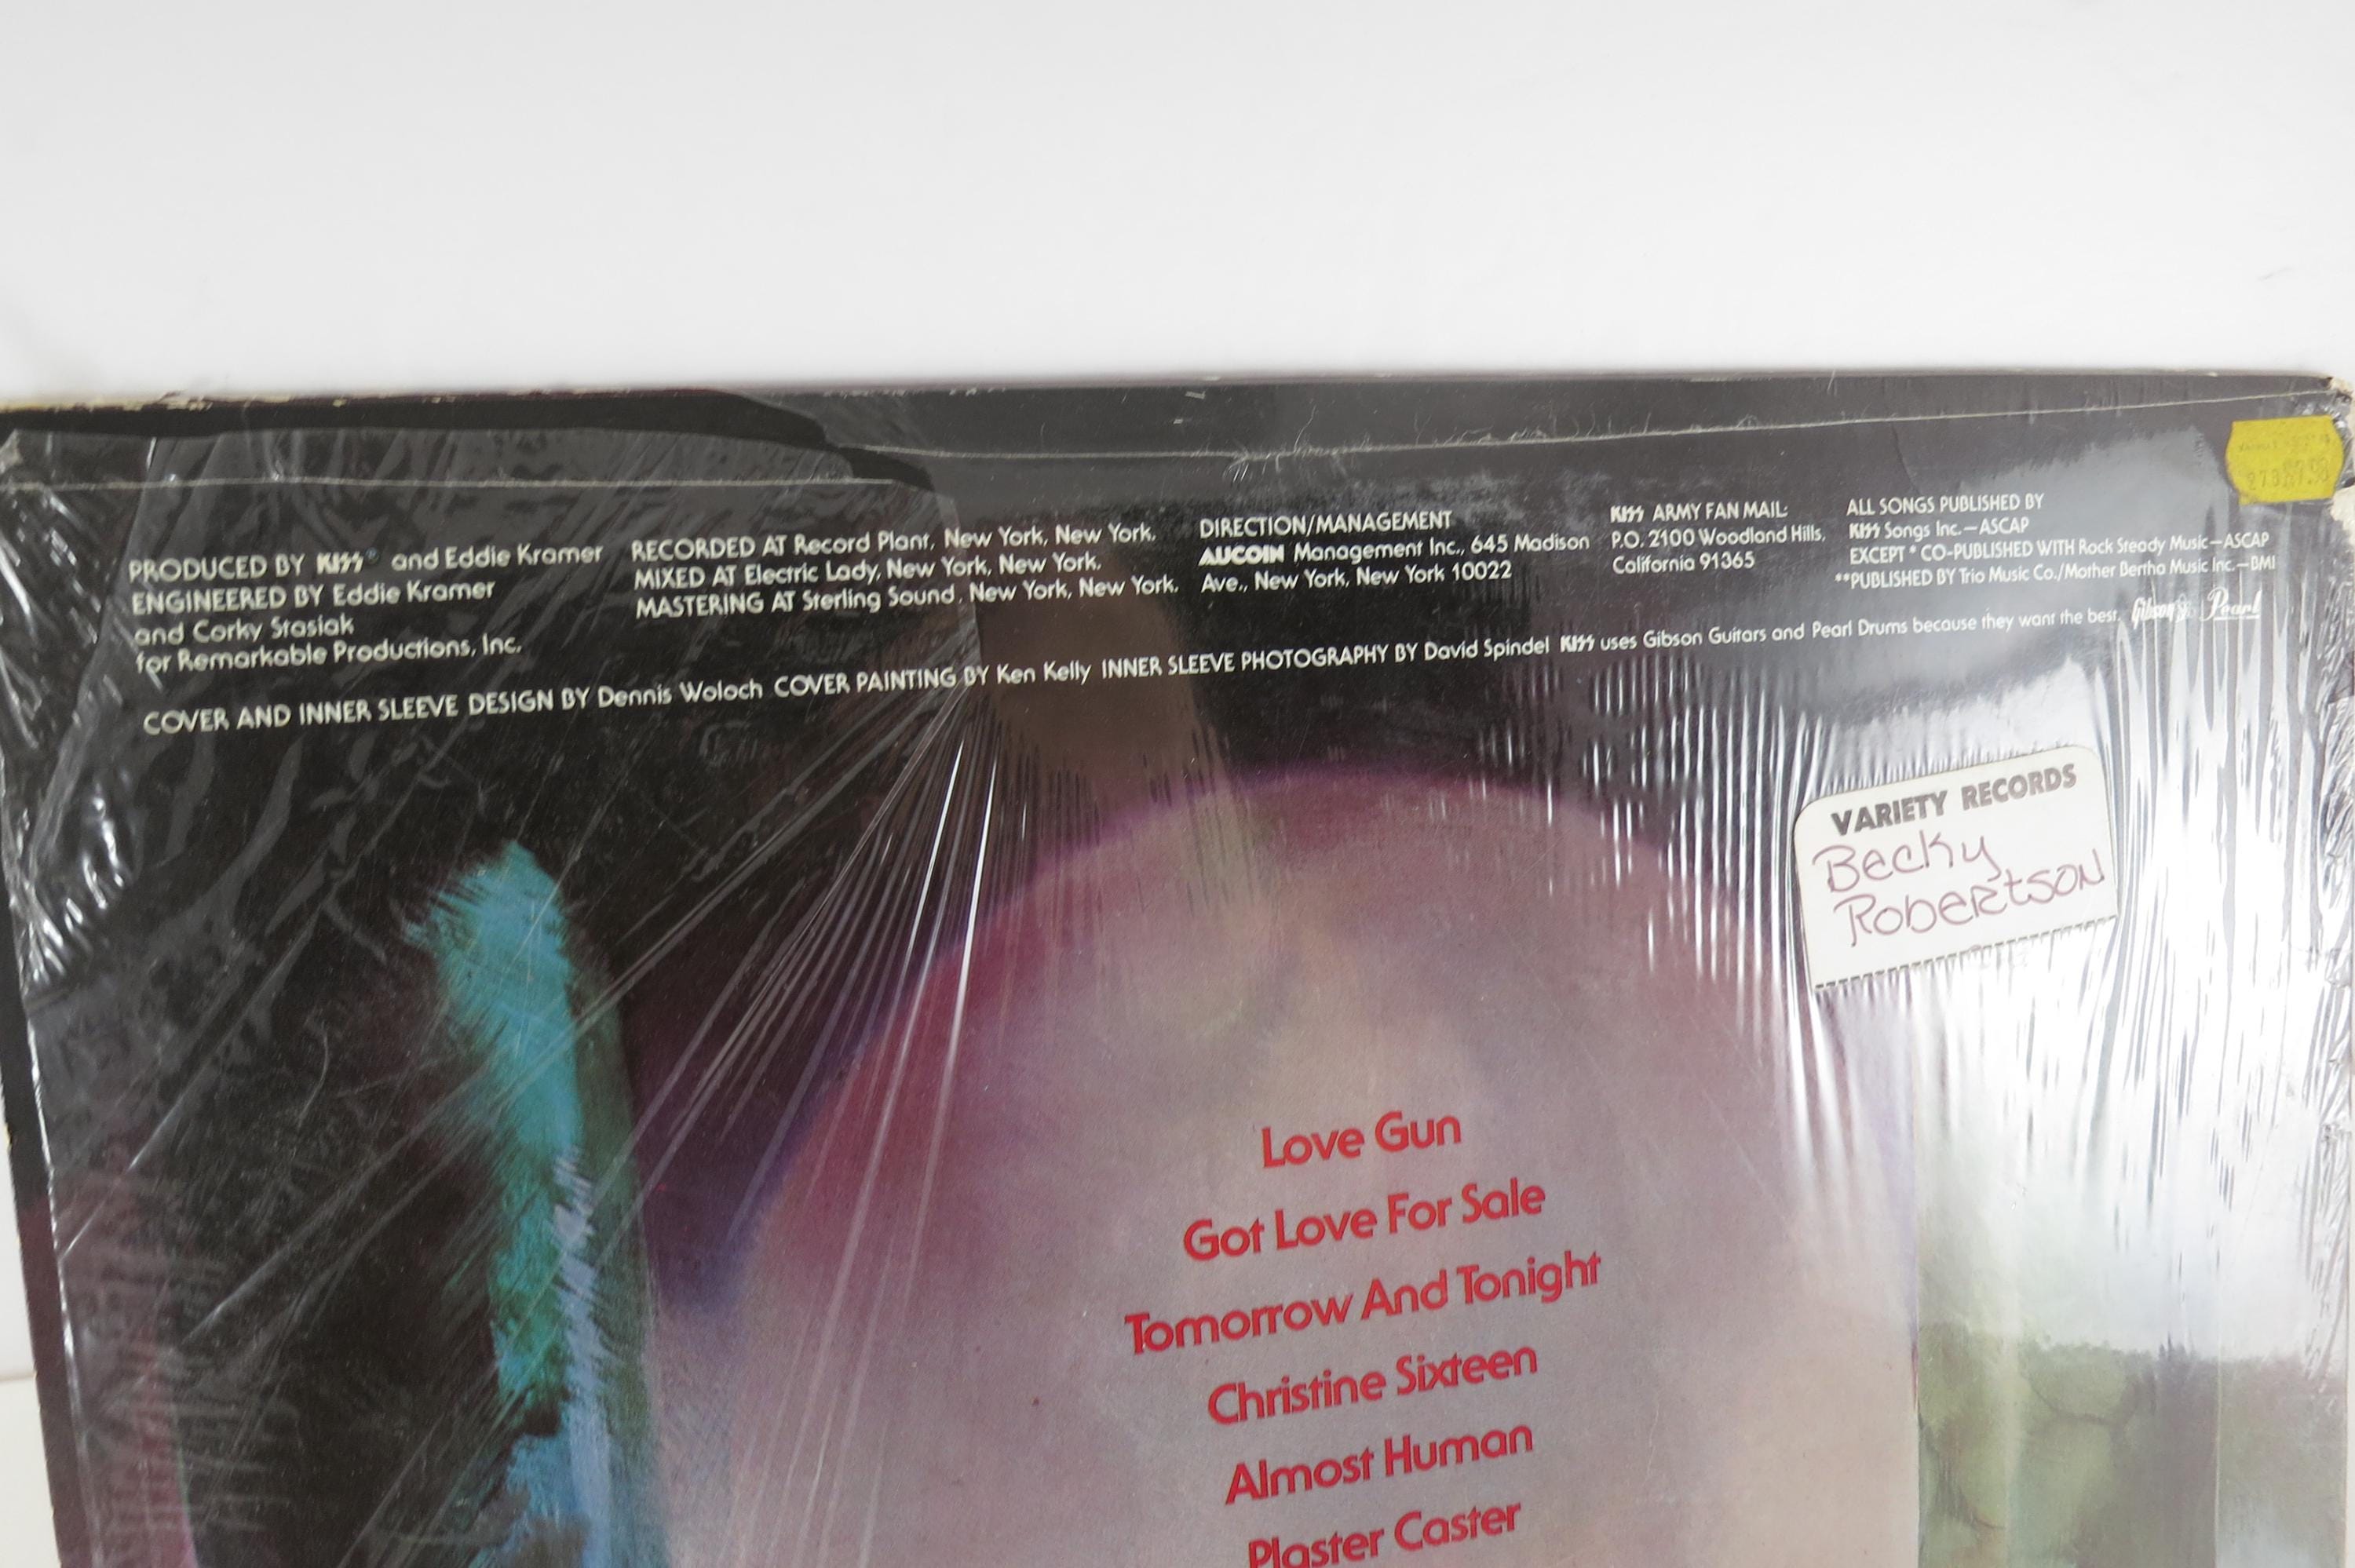 PRODUCED BY KISS® and Eddie Kramer
ENGINEERED BY Eddie Kramer
and Corky Stasiak
for Remarkable Productions, Inc.
RECORDED AT Record Plant, New York, New York.
MIXED AT Electric Lady, New York, New York.
MASTERING AT Sterling Sound, New York, New York.
DIRECTION/MANAGEMENT
AUCOIN Management Inc., 645 Madison
Ave., New York, New York 10022
KISS ARMY FAN MAIL:
P.O. 2100 Woodland Hills,
California 91365
ALL SONGS PUBLISHED BY
KISS Songs Inc.—ASCAP
EXCEPT * CO-PUBLISHED WITH Rock Steady Music—ASCAP
**PUBLISHED BY Trio Music Co./Mother Bertha Music Inc.—BMI
COVER AND INNER SLEEVE DESIGN BY Dennis Woloch COVER PAINTING BY Ken Kelly INNER SLEEVE PHOTOGRAPHY BY David Spindel KISS uses Gibson Guitars and Pearl Drums because they want the best. Gibson Pearl
VARIETY RECORDS
Becky
Robertson
Love Gun
Got Love For Sale
Tomorrow And Tonight
Christine Sixteen
Almost Human
Plaster Caster